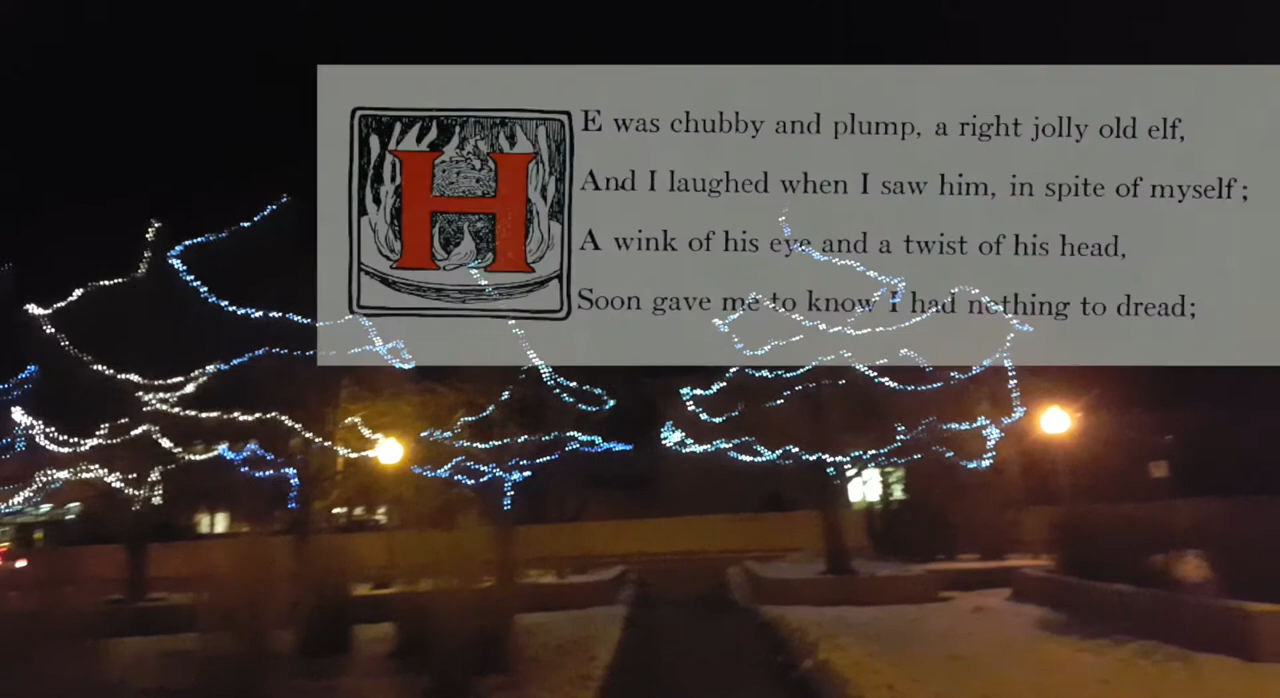 HE was chubby and plump, a right jolly old elf,
And I laughed when I saw him, in spite of myself;
A wink of his eye and a twist of his head,
Soon gave me to know I had nothing to dread;